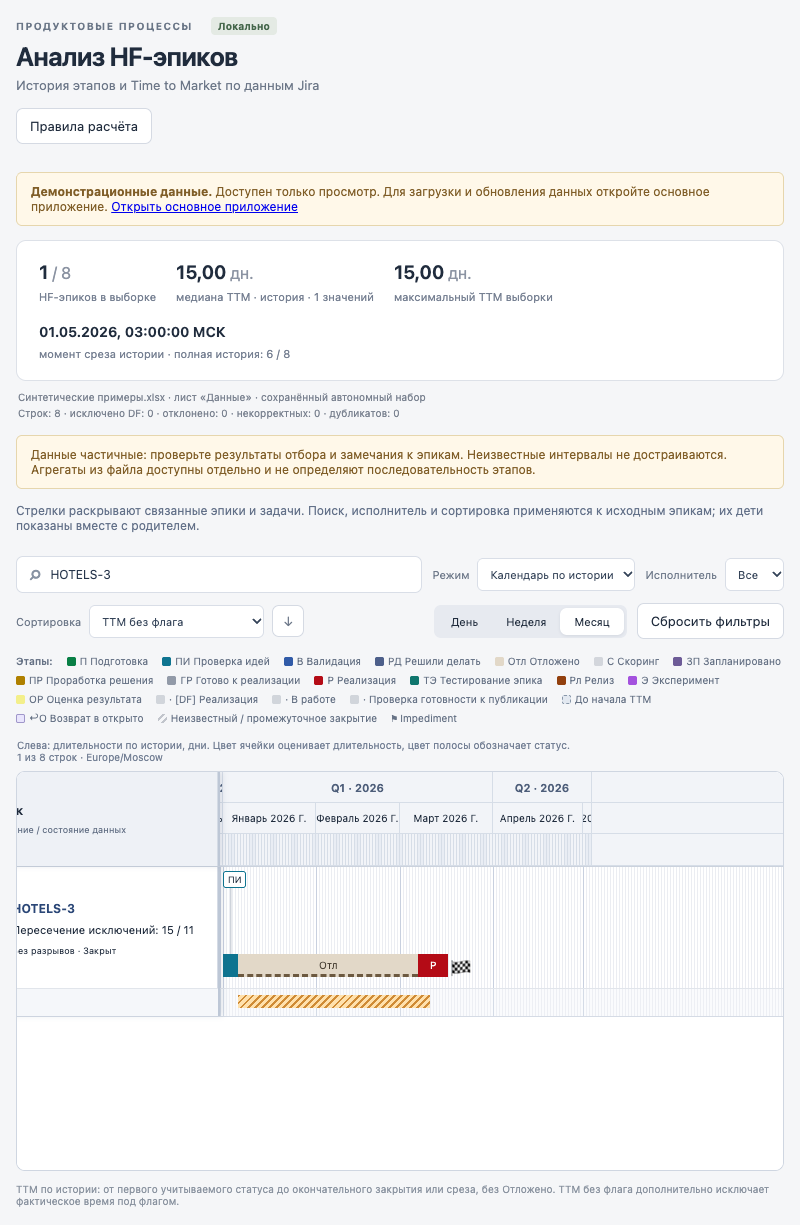 ПРОДУКТОВЫЕ ПРОЦЕССЫ Локально
Анализ HF-эпиков
История этапов и Time to Market по данным Jira
Правила расчёта
Демонстрационные данные. Доступен только просмотр. Для загрузки и обновления данных откройте основное
приложение. Открыть основное приложение
1 / 8 15,00 дн. 15,00 дн.
HF-эпиков в выборке медиана TTM · история · 1 значений максимальный TTM выборки
01.05.2026, 03:00:00 МСК
момент среза истории · полная история: 6 / 8
Синтетические примеры.xlsx · лист «Данные» · сохранённый автономный набор
Строк: 8 · исключено DF: 0 · отклонено: 0 · некорректных: 0 · дубликатов: 0
Данные частичные: проверьте результаты отбора и замечания к эпикам. Неизвестные интервалы не достраиваются.
Агрегаты из файла доступны отдельно и не определяют последовательность этапов.
Стрелки раскрывают связанные эпики и задачи. Поиск, исполнитель и сортировка применяются к исходным эпикам; их дети
показаны вместе с родителем.
HOTELS-3 Режим Календарь по истории Исполнитель Все
Сортировка TTM без флага ↓ День Неделя Месяц Сбросить фильтры
Этапы: П Подготовка ПИ Проверка идей В Валидация РД Решили делать Отл Отложено С Скоринг ЗП Запланировано
ПР Проработка решения ГР Готово к реализации Р Реализация ТЭ Тестирование эпика Рл Релиз Э Эксперимент
ОР Оценка результата · [DF] Реализация · В работе · Проверка готовности к публикации До начала TTM
↩О Возврат в открыто Неизвестный / промежуточное закрытие ⚑ Impediment
Слева: длительности по истории, дни. Цвет ячейки оценивает длительность, цвет полосы обозначает статус.
1 из 8 строк · Europe/Moscow
Q1 · 2026 Q2 · 2026
к
Январь 2026 Г. Февраль 2026 Г. Март 2026 Г. Апрель 2026 Г. 20
ние / состояние данных
ПИ
HOTELS-3
Пересечение исключений: 15 / 11
ез разрывов · Закрыт
Отл Р
TTM по истории: от первого учитываемого статуса до окончательного закрытия или среза, без Отложено. TTM без флага дополнительно исключает
фактическое время под флагом.